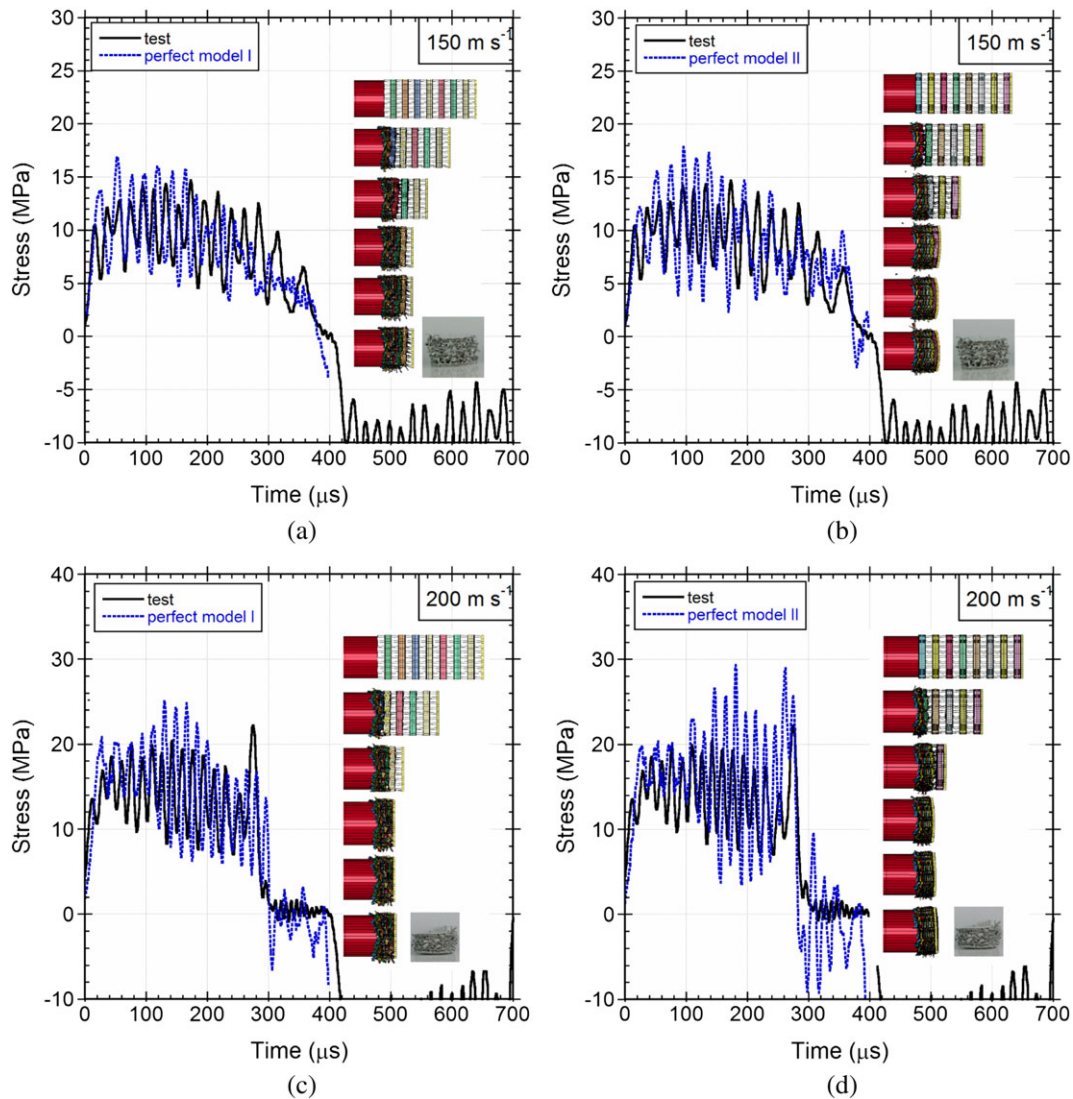 30
25
20
15
10
5
0
-5
-10
Stress (MPa)
test
perfect model I
150 m s⁻¹
0 100 200 300 400 500 600 700
Time (μs)
(a)
30
25
20
15
10
5
0
-5
-10
Stress (MPa)
test
perfect model II
150 m s⁻¹
0 100 200 300 400 500 600 700
Time (μs)
(b)
40
30
20
10
0
-10
Stress (MPa)
test
perfect model I
200 m s⁻¹
0 100 200 300 400 500 600 700
Time (μs)
(c)
40
30
20
10
0
-10
Stress (MPa)
test
perfect model II
200 m s⁻¹
0 100 200 300 400 500 600 700
Time (μs)
(d)